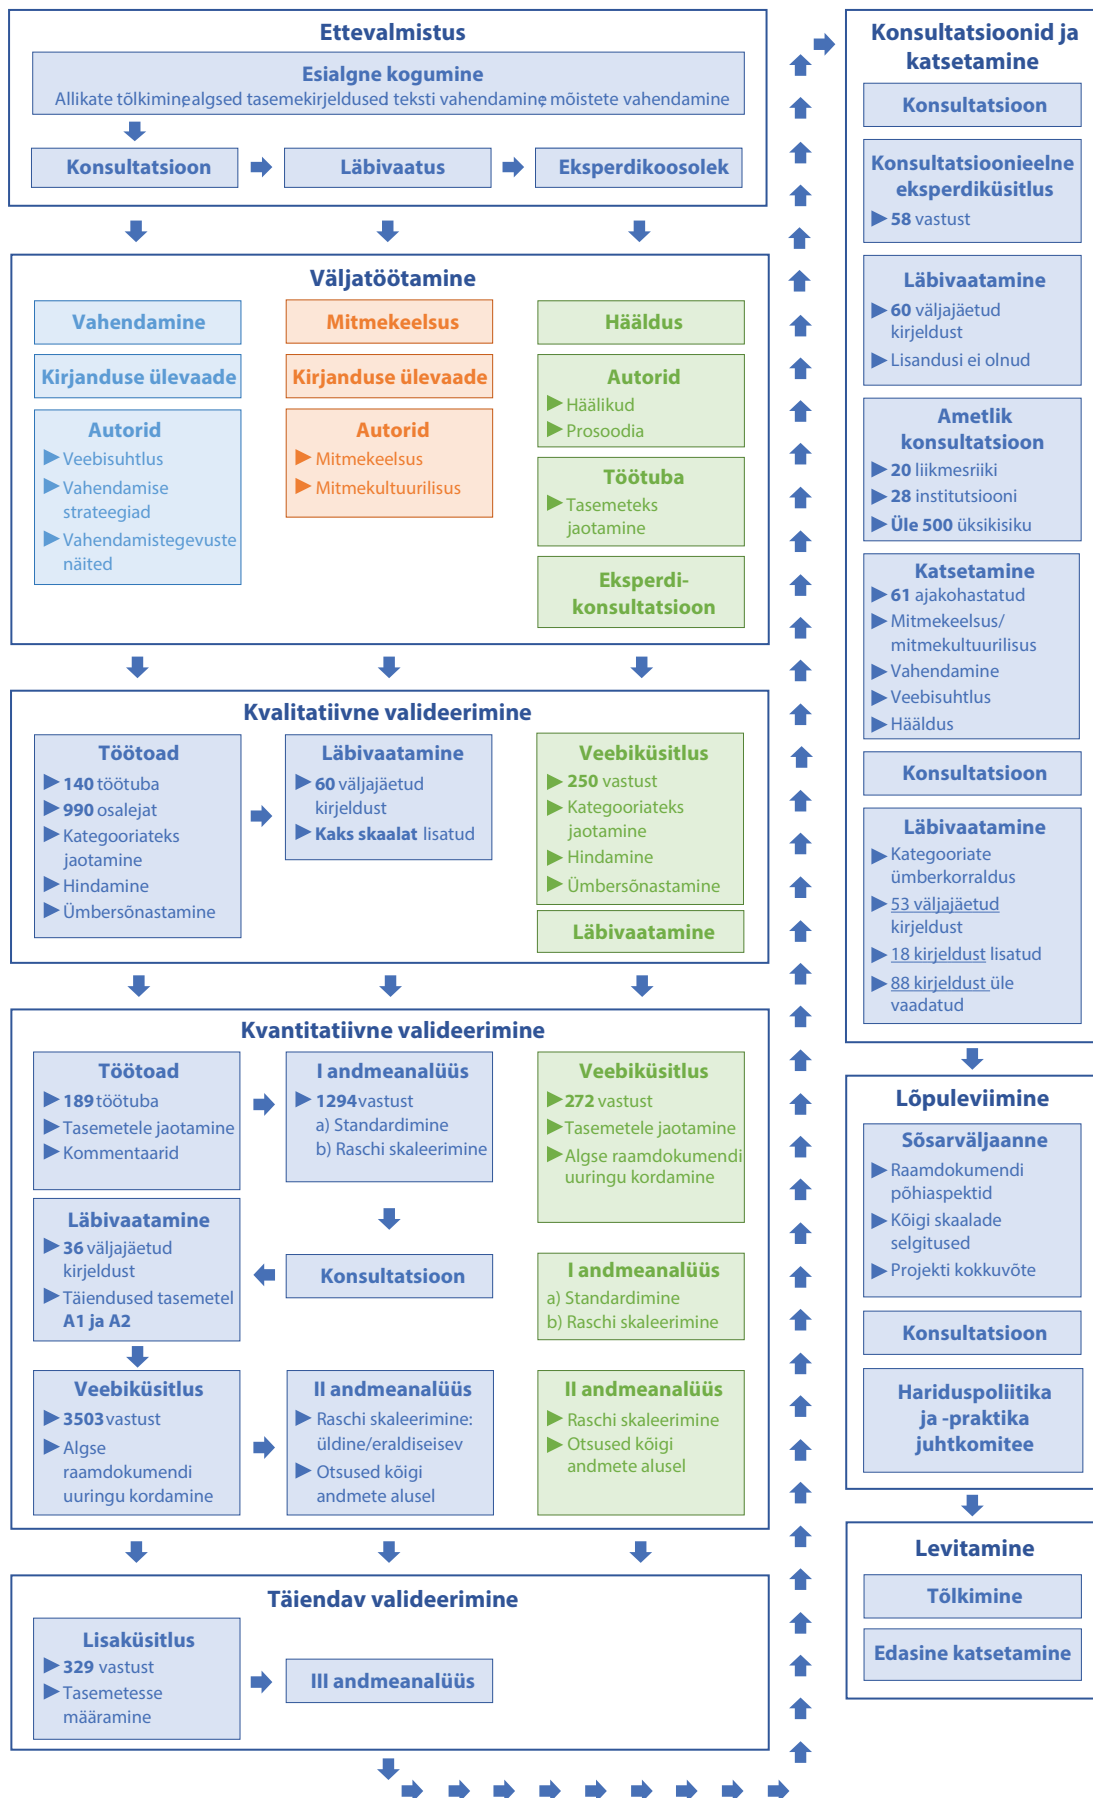 Ettevalmistus
Esialgne kogumine
Allikate tõlkimine, algsed tasemekirjeldused, teksti vahendamine, mõistete vahendamine
Konsultatsioon
Läbivaatus
Eksperdikoosolek
Väljatöötamine
Vahendamine
Kirjanduse ülevaade
Autorid
Veebisuhtlus
Vahendamise
strateegiad
Vahendamistegevuste
näited
Mitmekeelsus
Kirjanduse ülevaade
Autorid
Mitmekeelsus
Mitmekultuurilisus
Hääldus
Autorid
Häälikud
Prosoodia
Töötuba
Tasemeteks
jaotamine
Eksperdi-
konsultatsioon
Kvalitatiivne valideerimine
Töötoad
140 töötuba
990 osalejat
Kategooriateks
jaotamine
Hindamine
Ümbersõnastamine
Läbivaatamine
60 väljajäetud
kirjeldust
Kaks skaalat lisatud
Veebiküsitlus
250 vastust
Kategooriateks
jaotamine
Hindamine
Ümbersõnastamine
Läbivaatamine
Kvantitatiivne valideerimine
Töötoad
189 töötuba
Tasemetele jaotamine
Kommentaarid
I andmeanalüüs
1294 vastust
a) Standardimine
b) Raschi skaleerimine
Veebiküsitlus
272 vastust
Tasemetele jaotamine
Algse raamdokumendi
uuringu kordamine
Läbivaatamine
36 väljajäetud
kirjeldust
Täiendused tasemetel
A1 ja A2
Konsultatsioon
I andmeanalüüs
a) Standardimine
b) Raschi skaleerimine
Veebiküsitlus
3503 vastust
Algse
raamdokumendi
uuringu kordamine
II andmeanalüüs
Raschi skaleerimine:
üldine/eraldiseisev
Otsused kõigi
andmete alusel
II andmeanalüüs
Raschi skaleerimine
Otsused kõigi
andmete alusel
Täiendav valideerimine
Lisaküsitlus
329 vastust
Tasemetesse
määramine
III andmeanalüüs
Konsultatsioonid ja
katsetamine
Konsultatsioon
Konsultatsioonieelne
eksperdiküsitlus
58 vastust
Läbivaatamine
60 väljajäetud
kirjeldust
Lisandusi ei olnud
Ametlik
konsultatsioon
20 liikmesriiki
28 institutsiooni
Üle 500 üksikisiku
Katsetamine
61 ajakohastatud
Mitmekeelsus/
mitmekultuurilisus
Vahendamine
Veebisuhtlus
Hääldus
Konsultatsioon
Läbivaatamine
Kategooriate
ümberkorraldus
53 väljajäetud
kirjeldust
18 kirjeldust lisatud
88 kirjeldust üle
vaadatud
Lõpuleviimine
Sõsarväljaanne
Raamdokumendi
põhiaspektid
Kõigi skaalade
selgitused
Projekti kokkuvõte
Konsultatsioon
Hariduspoliitika
ja -praktika
juhtkomitee
Levitamine
Tõlkimine
Edasine katsetamine